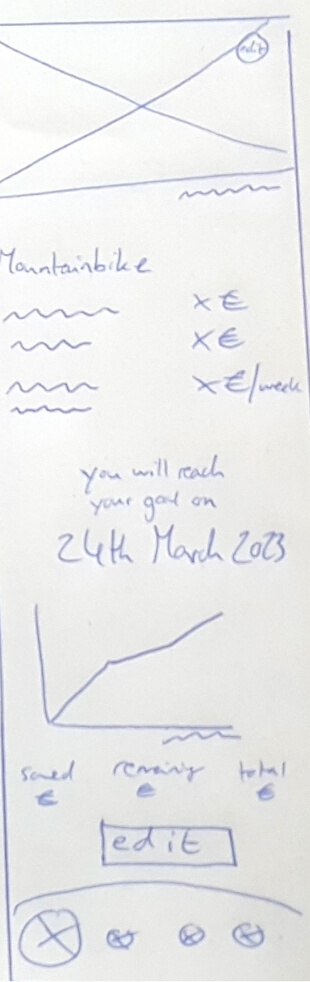 edit
Mountainbike
x €
x €
x €/week
you will reach
your goal on
24th March 2023
saved remaining total
€ € €
edit